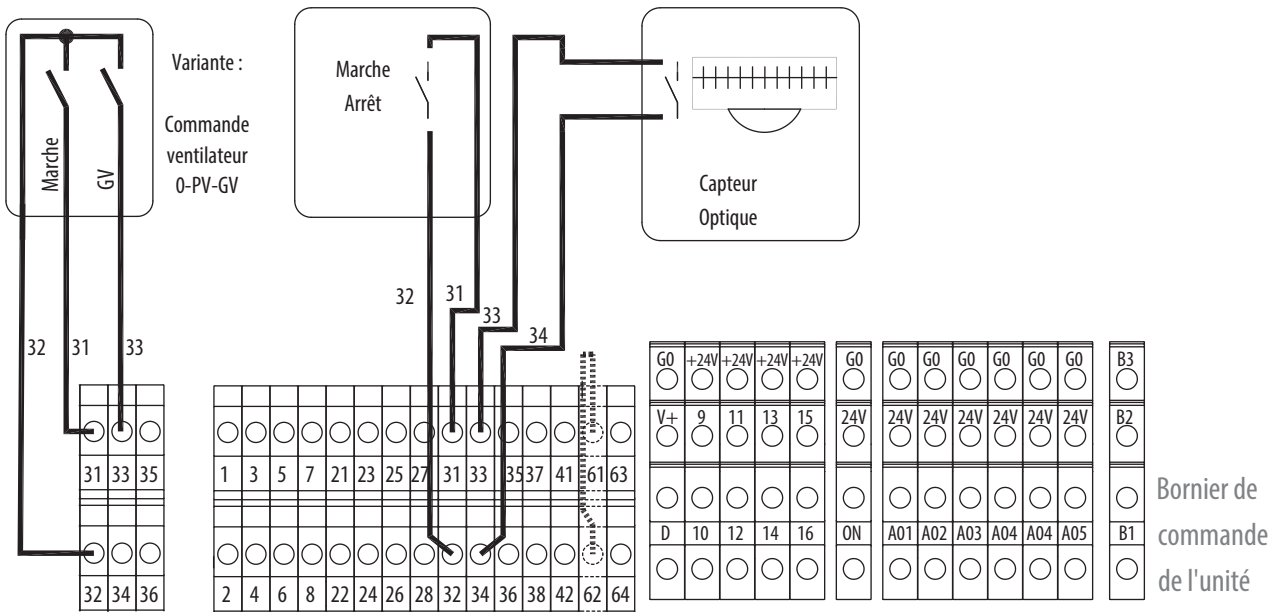 Variante :
Commande
ventilateur
0-PV-GV
Marche
GV
32
31
33
Marche
Arrêt
Capteur
Optique
32
31
33
34
31 33 35
32 34 36
1 3 5 7 21 23 25 27 31 33 35 37 41 61 63
2 4 6 8 22 24 26 28 32 34 36 38 42 62 64
G0 +24V +24V +24V +24V G0 G0 G0 G0 G0 G0 G0 B3
V+ 9 11 13 15 24V 24V 24V 24V 24V 24V 24V B2
D 10 12 14 16 ON A01 A02 A03 A04 A04 A05 B1
Bornier de
commande
de l'unité